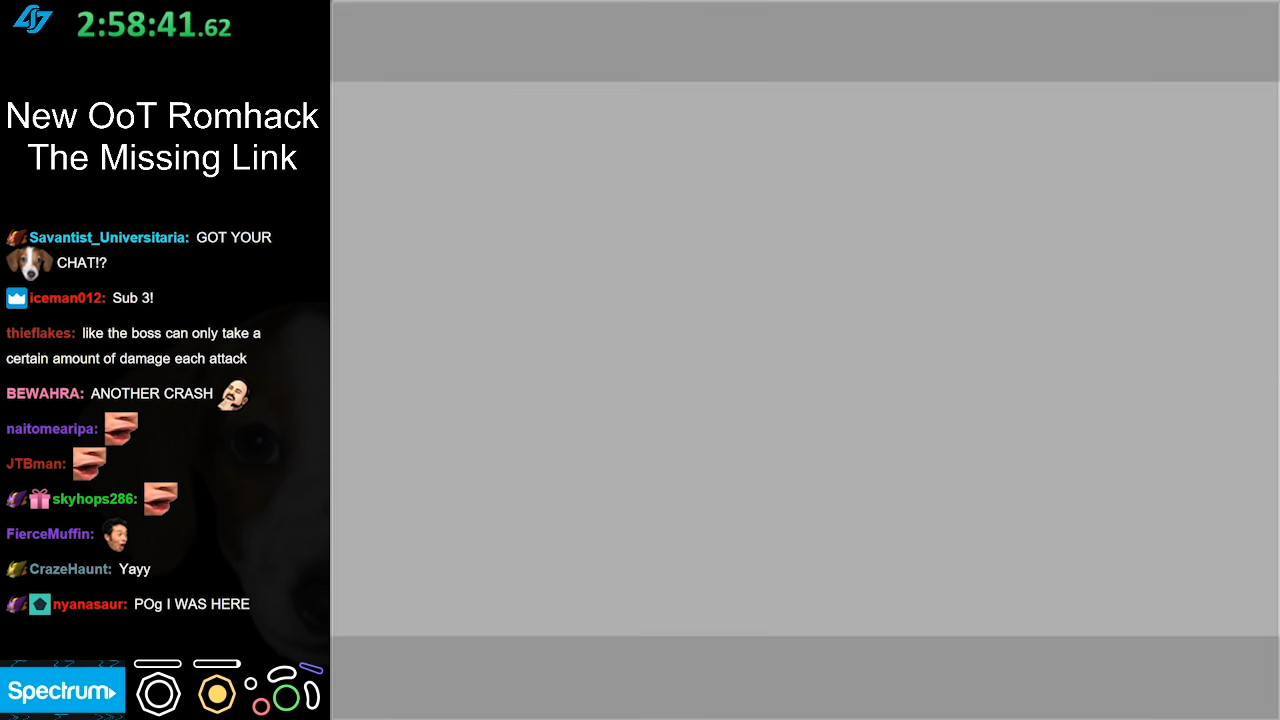 2:58:41.62
New OoT Romhack
The Missing Link
Savantist_Universitaria: GOT YOUR
CHAT!?
iceman012: Sub 3!
thieflakes: like the boss can only take a
certain amount of damage each attack
BEWAHRA: ANOTHER CRASH
naitomearipa:
JTBman:
skyhops286:
FierceMuffin:
CrazeHaunt: Yayy
nyanasaur: POg I WAS HERE
Spectrum